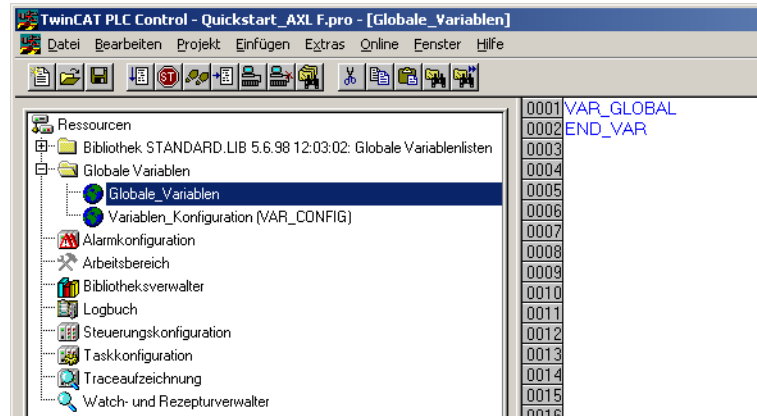 TwinCAT PLC Control - Quickstart_AXL F.pro - [Globale_Variablen]
Datei Bearbeiten Projekt Einfügen Extras Online Fenster Hilfe
Ressourcen
Bibliothek STANDARD.LIB 5.6.98 12:03:02: Globale Variablenlisten
Globale Variablen
Globale_Variablen
Variablen_Konfiguration (VAR_CONFIG)
Alarmkonfiguration
Arbeitsbereich
Bibliotheksverwalter
Logbuch
Steuerungskonfiguration
Taskkonfiguration
Traceaufzeichnung
Watch- und Rezepturverwalter
0001 VAR_GLOBAL
0002 END_VAR
0003
0004
0005
0006
0007
0008
0009
0010
0011
0012
0013
0014
0015
0016